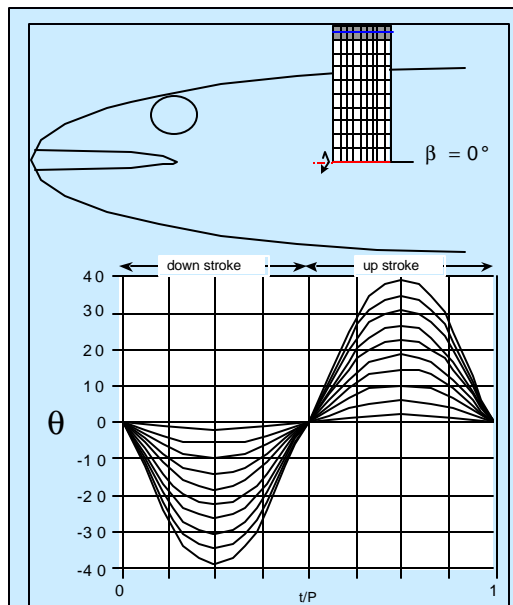 β = 0°
down stroke
up stroke
40
30
20
10
0
-10
-20
-30
-40
θ
0
t/P
1